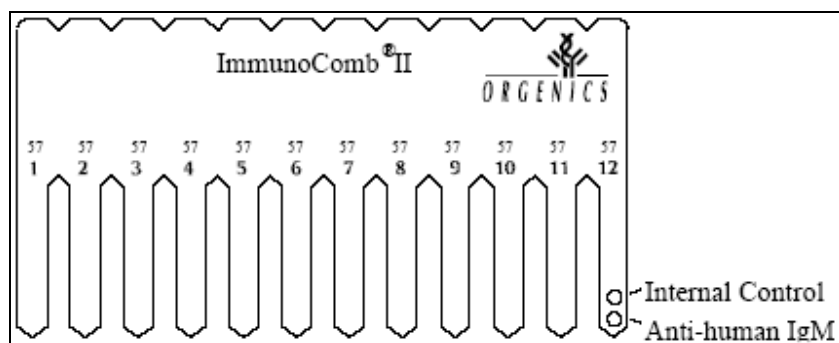 ImmunoComb®II
ORGENICS
57 57 57 57 57 57 57 57 57 57 57 57
1 2 3 4 5 6 7 8 9 10 11 12
Internal Control
Anti-human IgM